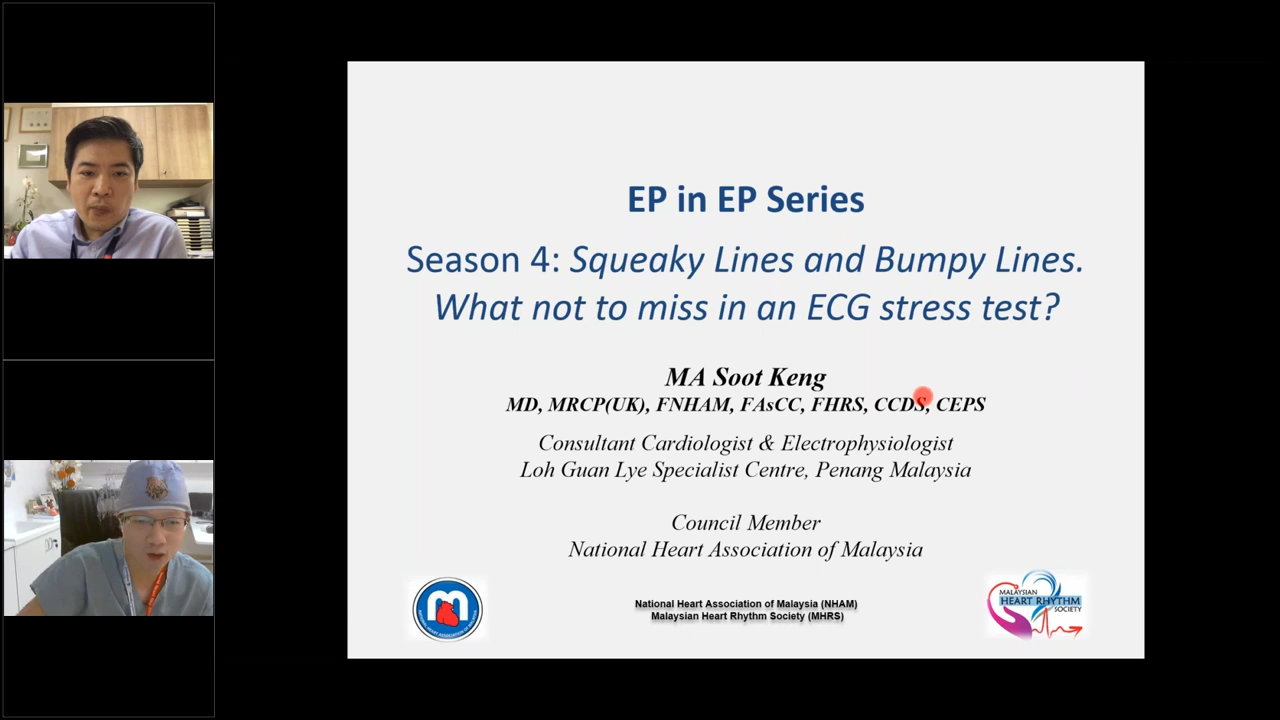 EP in EP Series
Season 4: Squeaky Lines and Bumpy Lines.
What not to miss in an ECG stress test?
MA Soot Keng
MD, MRCP(UK), FNHAM, FAsCC, FHRS, CCDS, CEPS
Consultant Cardiologist & Electrophysiologist
Loh Guan Lye Specialist Centre, Penang Malaysia
Council Member
National Heart Association of Malaysia
National Heart Association of Malaysia (NHAM)
Malaysian Heart Rhythm Society (MHRS)
MALAYSIAN
HEART RHYTHM
SOCIETY